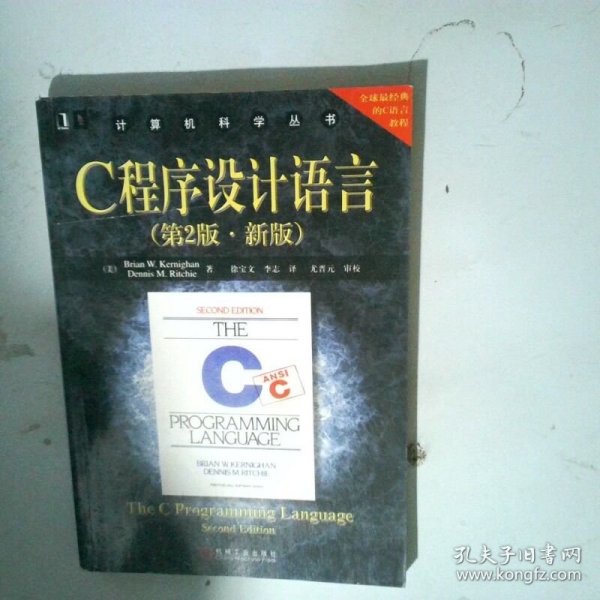 全球最经典
的C语言
教程
计算机科学丛书
C程序设计语言
(第2版·新版)
(美) Brian W. Kernighan
Dennis M. Ritchie 著 徐宝文 李志 译 尤晋元 审校
SECOND EDITION
THE
C
ANSI
C
PROGRAMMING
LANGUAGE
BRIAN W. KERNIGHAN
DENNIS M. RITCHIE
The C Programming Language
Second Edition
机械工业出版社
孔夫子旧书网
www.kongfz.com